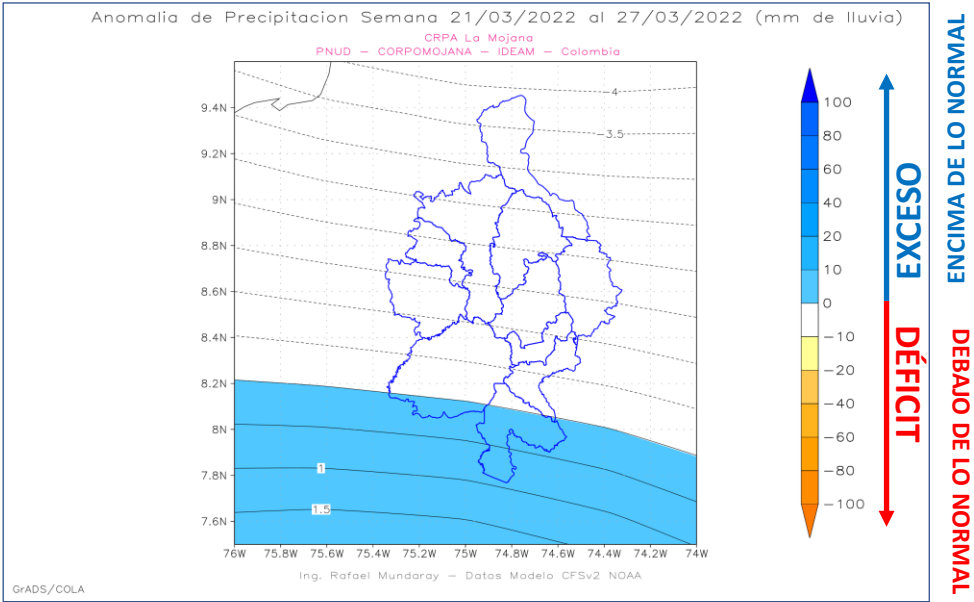 Anomalia de Precipitacion Semana 21/03/2022 al 27/03/2022 (mm de lluvia)
CRPA La Mojana
PNUD – CORPOMOJANA – IDEAM – Colombia
9.4N
9.2N
9N
8.8N
8.6N
8.4N
8.2N
8N
7.8N
7.6N
76W 75.8W 75.6W 75.4W 75.2W 75W 74.8W 74.6W 74.4W 74.2W 74W
-4
-3.5
1
1.5
100
80
60
40
20
10
0
-10
-20
-40
-60
-80
-100
EXCESO
DÉFICIT
ENCIMA DE LO NORMAL
DEBAJO DE LO NORMAL
Ing. Rafael Mundaray – Datos Modelo CFSv2 NOAA
GrADS/COLA